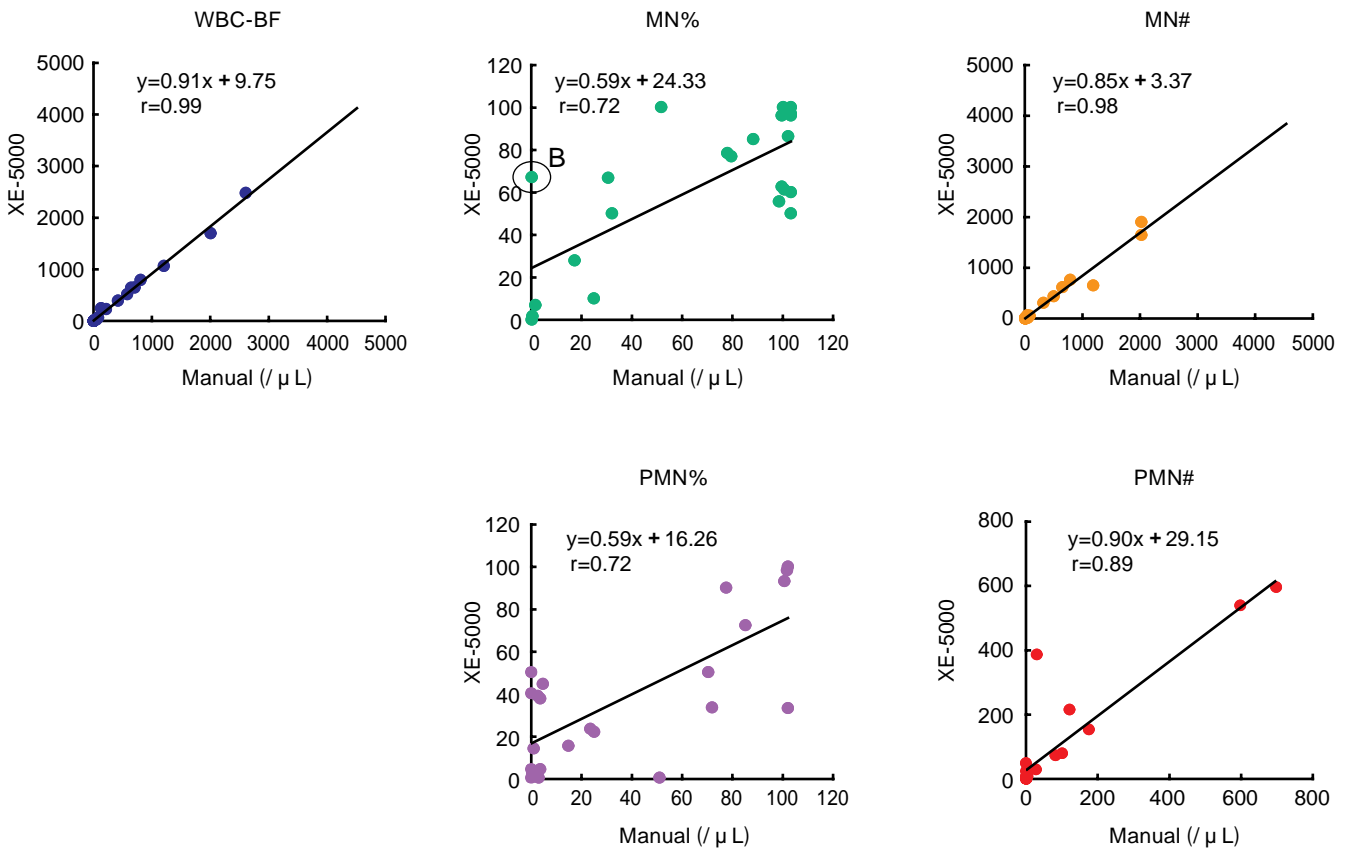 WBC-BF
5000
4000
3000
2000
1000
0
XE-5000
y=0.91x + 9.75
r=0.99
0 1000 2000 3000 4000 5000
Manual (/ μ L)
MN%
120
100
80
60
40
20
0
XE-5000
y=0.59x + 24.33
r=0.72
B
0 20 40 60 80 100 120
Manual (/ μ L)
MN#
5000
4000
3000
2000
1000
0
XE-5000
y=0.85x + 3.37
r=0.98
0 1000 2000 3000 4000 5000
Manual (/ μ L)
PMN%
120
100
80
60
40
20
0
XE-5000
y=0.59x + 16.26
r=0.72
0 20 40 60 80 100 120
Manual (/ μ L)
PMN#
800
600
400
200
0
XE-5000
y=0.90x + 29.15
r=0.89
0 200 400 600 800
Manual (/ μ L)